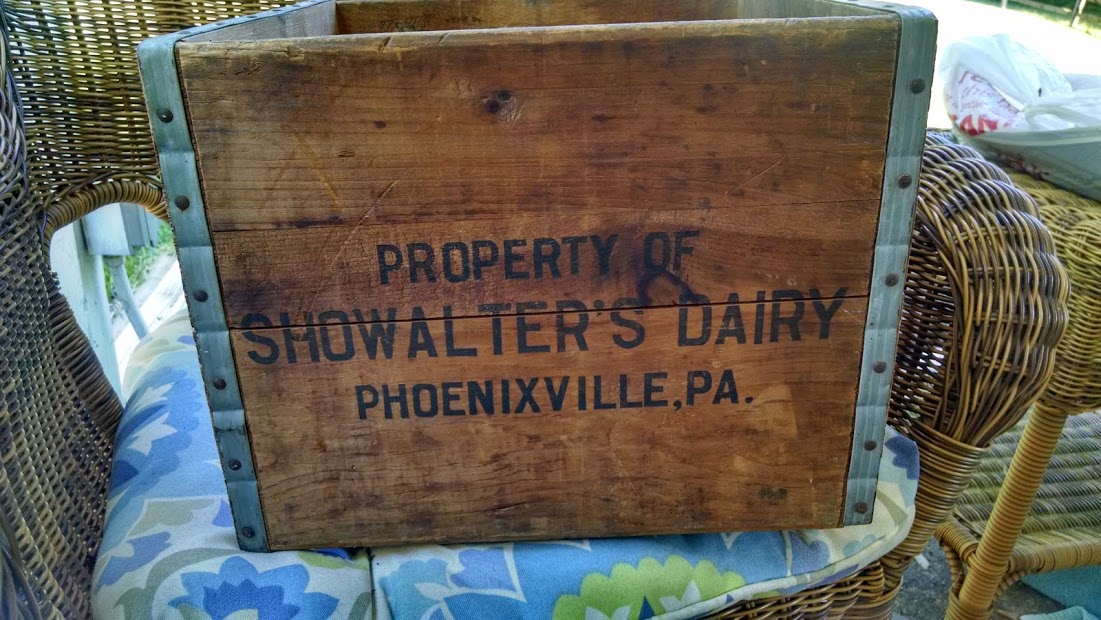 PROPERTY OF
SHOWALTER'S DAIRY
PHOENIXVILLE, PA.